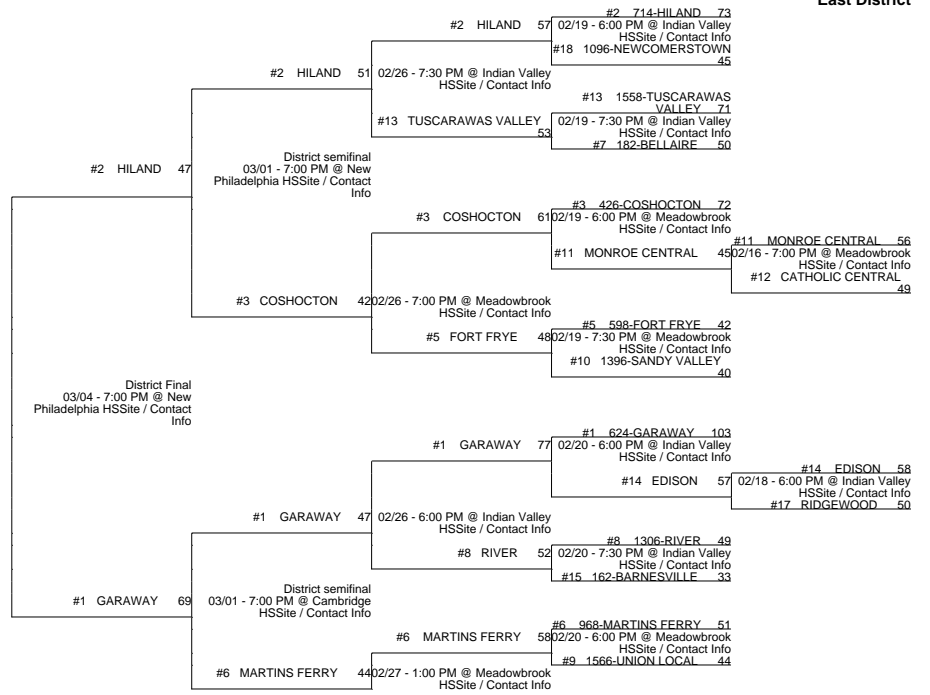 East District
#2 714-HILAND 73
#2 HILAND 57
02/19 - 6:00 PM @ Indian Valley
HSSite / Contact Info
#18 1096-NEWCOMERSTOWN
45
#2 HILAND 51
02/26 - 7:30 PM @ Indian Valley
HSSite / Contact Info
#13 1558-TUSCARAWAS
VALLEY 71
#13 TUSCARAWAS VALLEY
53
02/19 - 7:30 PM @ Indian Valley
HSSite / Contact Info
#7 182-BELLAIRE 50
#2 HILAND 47
District semifinal
03/01 - 7:00 PM @ New
Philadelphia HSSite / Contact
Info
#3 426-COSHOCTON 72
#3 COSHOCTON 61
02/19 - 6:00 PM @ Meadowbrook
HSSite / Contact Info
#11 MONROE CENTRAL 56
#11 MONROE CENTRAL 45
02/16 - 7:00 PM @ Meadowbrook
HSSite / Contact Info
#12 CATHOLIC CENTRAL
49
#3 COSHOCTON 42
02/26 - 7:00 PM @ Meadowbrook
HSSite / Contact Info
#5 598-FORT FRYE 42
#5 FORT FRYE 48
02/19 - 7:30 PM @ Meadowbrook
HSSite / Contact Info
#10 1396-SANDY VALLEY
40
District Final
03/04 - 7:00 PM @ New
Philadelphia HSSite / Contact
Info
#1 624-GARAWAY 103
#1 GARAWAY 77
02/20 - 6:00 PM @ Indian Valley
HSSite / Contact Info
#14 EDISON 58
#14 EDISON 57
02/18 - 6:00 PM @ Indian Valley
HSSite / Contact Info
#17 RIDGEWOOD 50
#1 GARAWAY 47
02/26 - 6:00 PM @ Indian Valley
HSSite / Contact Info
#8 1306-RIVER 49
#8 RIVER 52
02/20 - 7:30 PM @ Indian Valley
HSSite / Contact Info
#15 162-BARNESVILLE 33
#1 GARAWAY 69
District semifinal
03/01 - 7:00 PM @ Cambridge
HSSite / Contact Info
#6 968-MARTINS FERRY 51
#6 MARTINS FERRY 58
02/20 - 6:00 PM @ Meadowbrook
HSSite / Contact Info
#9 1566-UNION LOCAL 44
#6 MARTINS FERRY 44
02/27 - 1:00 PM @ Meadowbrook
HSSite / Contact Info